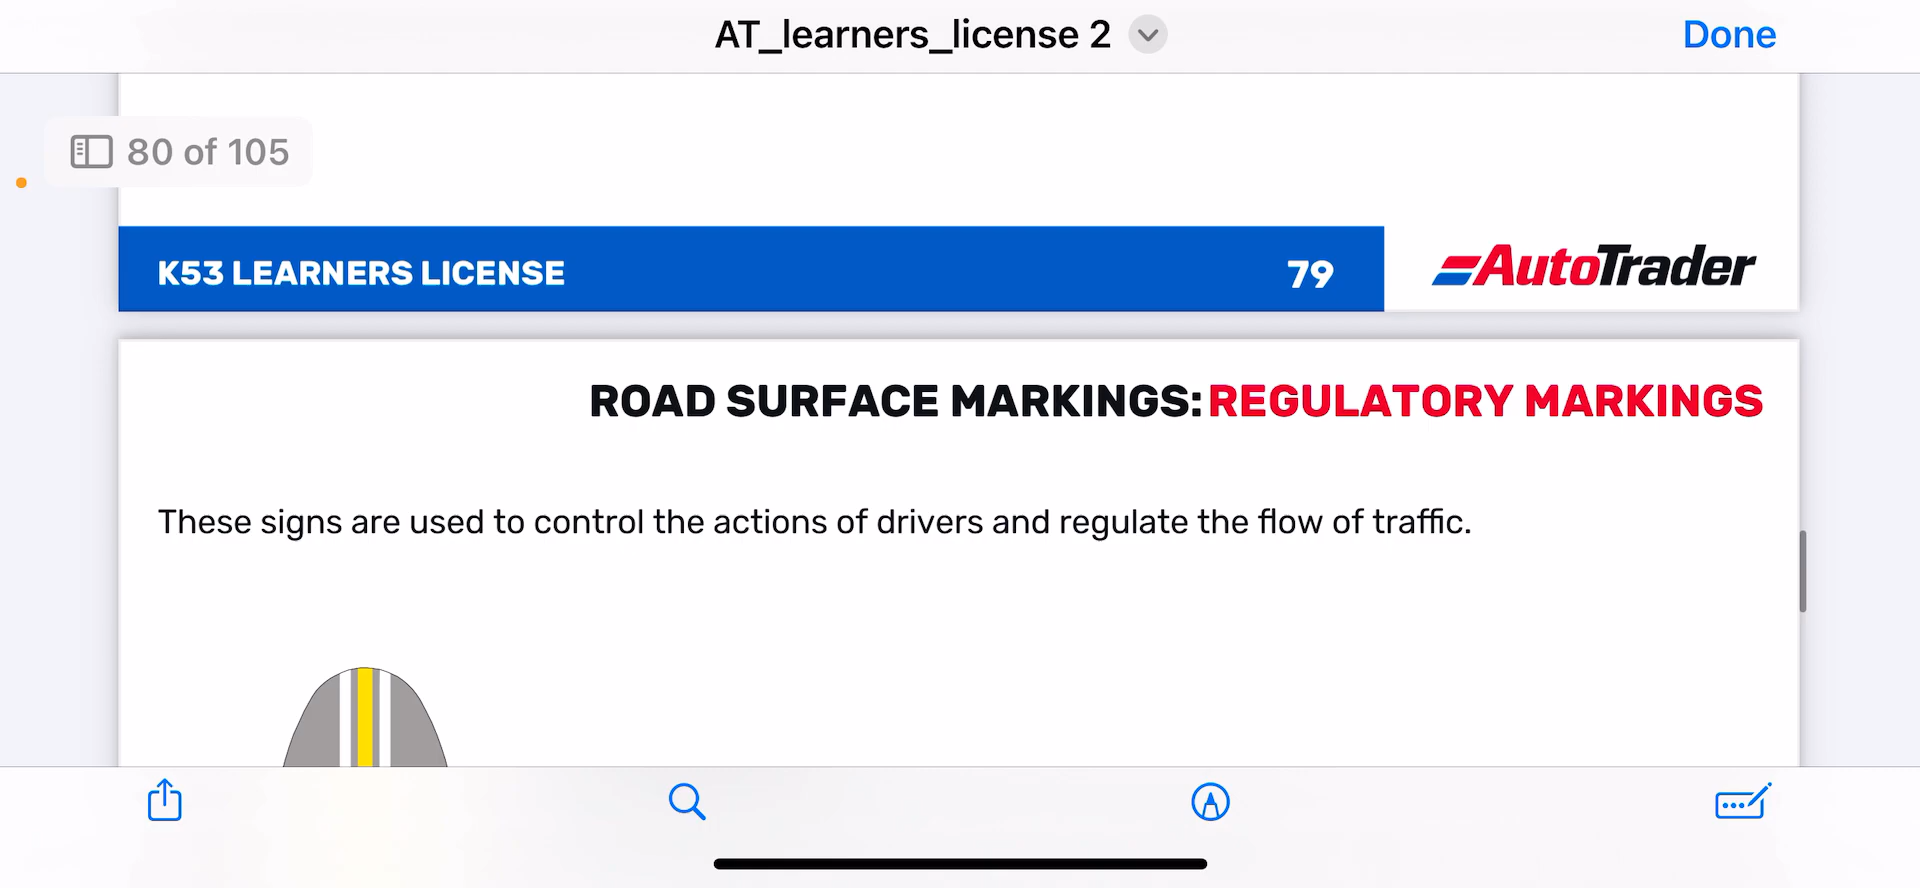 AT_learners_license 2
Done
80 of 105
K53 LEARNERS LICENSE
79
AutoTrader
ROAD SURFACE MARKINGS: REGULATORY MARKINGS
These signs are used to control the actions of drivers and regulate the flow of traffic.